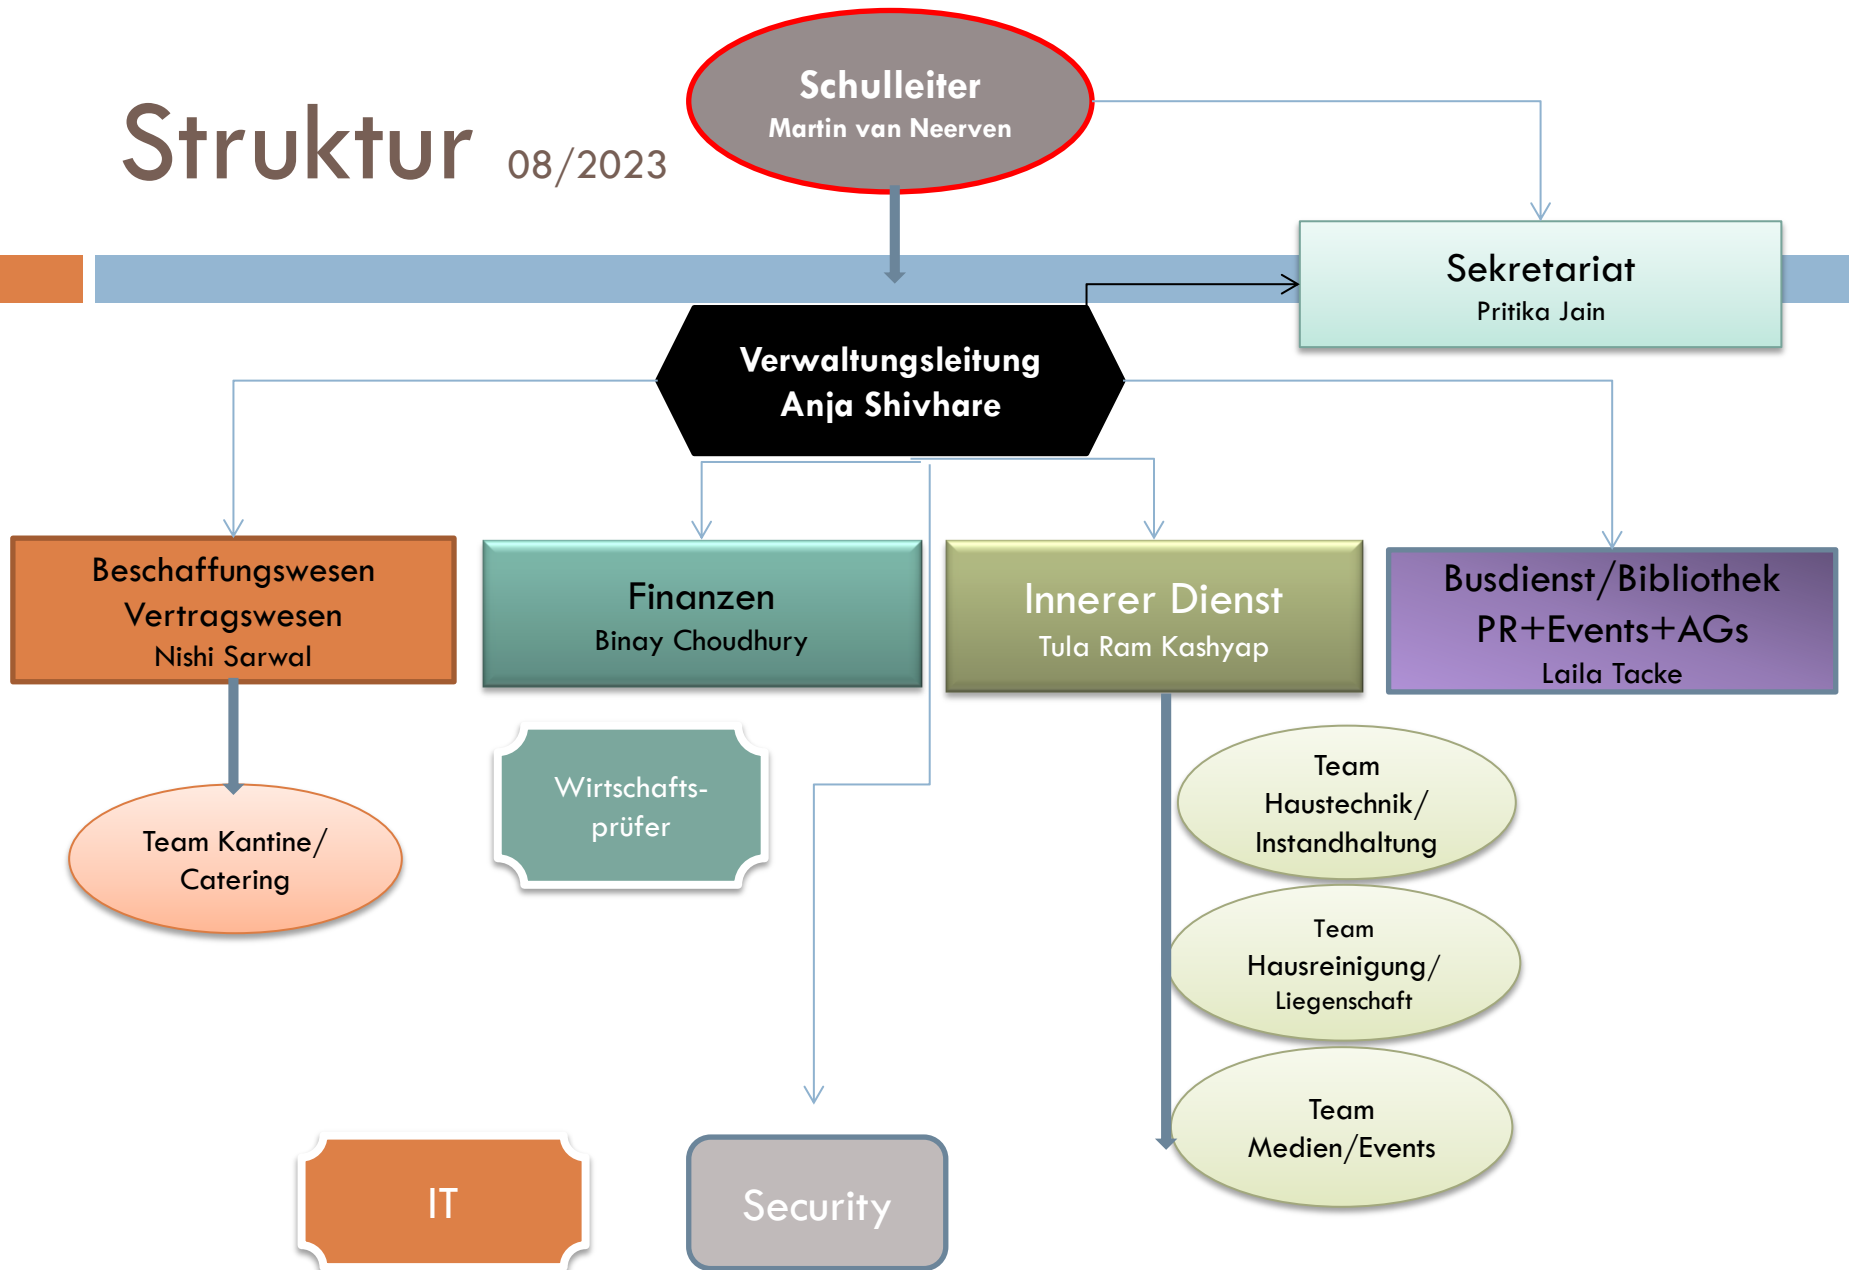 Struktur 08/2023
Schulleiter
Martin van Neerven
Sekretariat
Pritika Jain
Verwaltungsleitung
Anja Shivhare
Beschaffungswesen
Vertragswesen
Nishi Sarwal
Finanzen
Binay Choudhury
Innerer Dienst
Tula Ram Kashyap
Busdienst/Bibliothek
PR+Events+AGs
Laila Tacke
Team Kantine/
Catering
Wirtschafts-
prüfer
Team
Haustechnik/
Instandhaltung
Team
Hausreinigung/
Liegenschaft
Team
Medien/Events
IT
Security